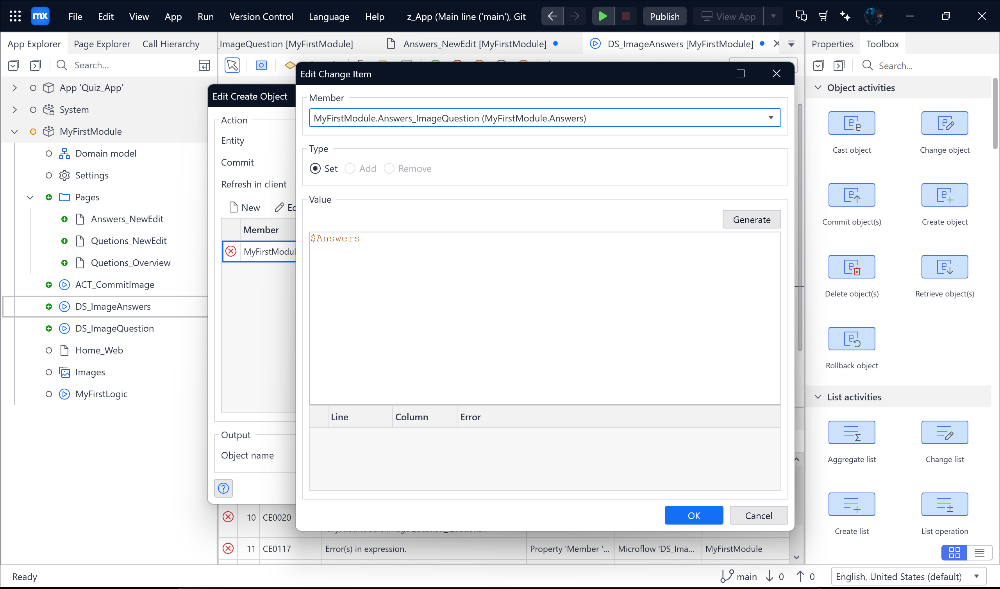 mx File Edit View App Run Version Control Language Help z_App (Main line ('main'), Git Publish View App
App Explorer Page Explorer Call Hierarchy
Search...
App 'Quiz_App'
System
MyFirstModule
Domain model
Settings
Pages
Answers_NewEdit
Quetions_NewEdit
Quetions_Overview
ACT_CommitImage
DS_ImageAnswers
DS_ImageQuestion
Home_Web
Images
MyFirstLogic
_ImageQuestion [MyFirstModule] Answers_NewEdit [MyFirstModule] DS_ImageAnswers [MyFirstModule]
Edit Create Object
Action
Entity
Commit
Refresh in client
New
Member
MyFirstModul
Output
Object name
Edit Change Item
Member
MyFirstModule.Answers_ImageQuestion (MyFirstModule.Answers)
Type
Set Add Remove
Value
Generate
$Answers
Line Column Error
OK Cancel
10 CE0020
11 CE0117 Error(s) in expression. Property 'Member '... Microflow 'DS_Ima... MyFirstModule
Properties Toolbox
Search...
Object activities
Cast object Change object
Commit object(s) Create object
Delete object(s) Retrieve object(s)
Rollback object
List activities
Aggregate list Change list
Create list List operation
Ready main 0 0 English, United States (default)